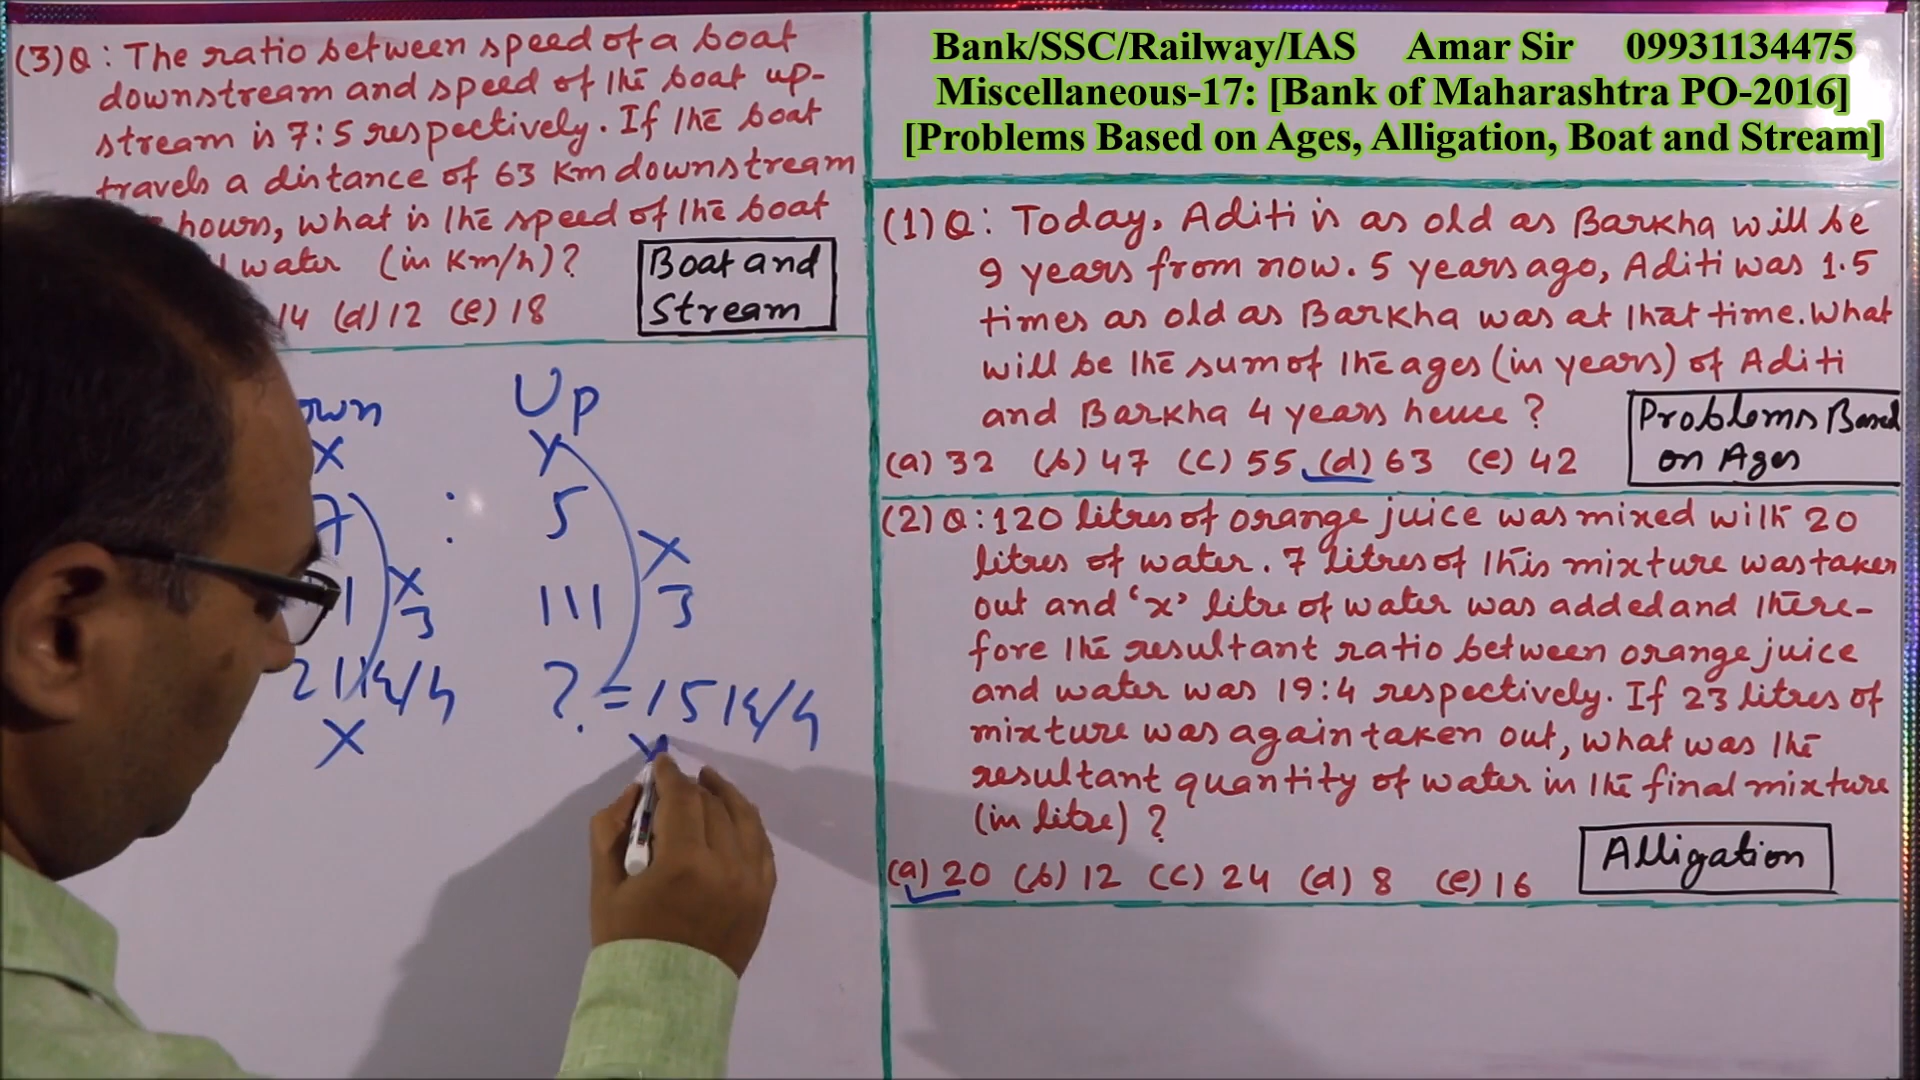 (3)Q: The ratio between speed of a boat
downstream and speed of the boat up-
stream is 7:5 respectively. If the boat
travels a distance of 63 Km downstream
hours, what is the speed of the boat
water (in Km/h)?
14 (d) 12 (e) 18
Boat and
Stream
Up
X Y
7 : 5
X X
3 111 3
21 K/h ? = 15 K/h
X Y
Bank/SSC/Railway/IAS Amar Sir 09931134475
Miscellaneous-17: [Bank of Maharashtra PO-2016]
[Problems Based on Ages, Alligation, Boat and Stream]
(1) Q: Today, Aditi is as old as Barkha will be
9 years from now. 5 years ago, Aditi was 1.5
times as old as Barkha was at that time. What
will be the sum of the ages (in years) of Aditi
and Barkha 4 years hence?
(a) 32 (b) 47 (c) 55 (d) 63 (e) 42
Problems Based
on Ages
(2) Q: 120 litres of orange juice was mixed with 20
litres of water. 7 litres of this mixture was taken
out and 'x' litre of water was added and there-
fore the resultant ratio between orange juice
and water was 19:4 respectively. If 23 litres of
mixture was again taken out, what was the
resultant quantity of water in the final mixture
(in litre)?
(a) 20 (b) 12 (c) 24 (d) 8 (e) 16
Alligation